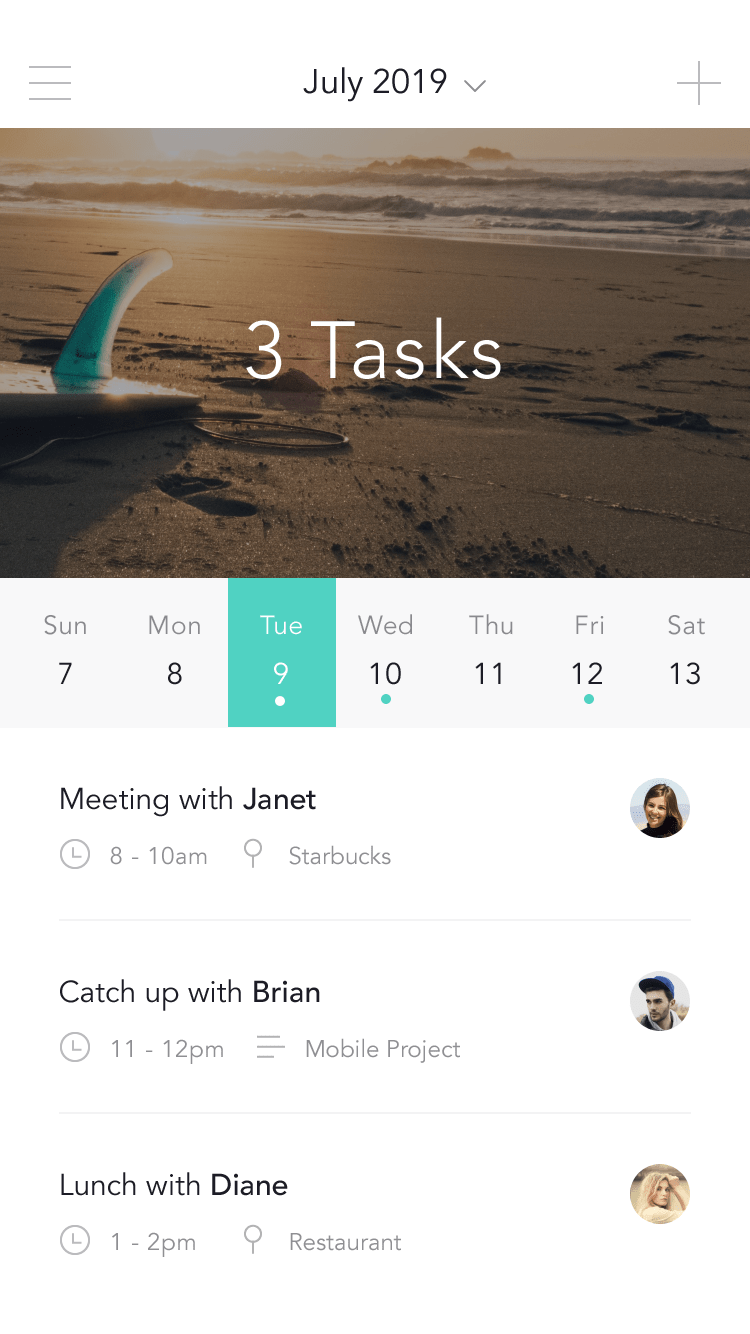 July 2019
3 Tasks
Sun Mon Tue Wed Thu Fri Sat
7 8 9 10 11 12 13
Meeting with Janet
8 - 10am Starbucks
Catch up with Brian
11 - 12pm Mobile Project
Lunch with Diane
1 - 2pm Restaurant